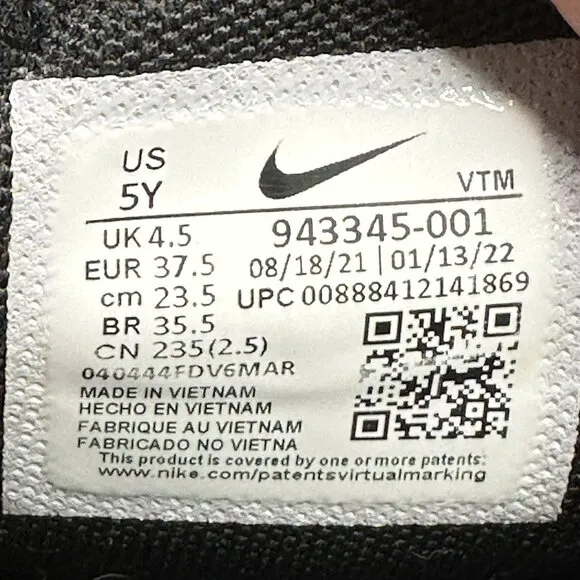 US
5Y
VTM
UK 4.5
943345-001
EUR 37.5
08/18/21 | 01/13/22
cm 23.5
UPC 00888412141869
BR 35.5
CN 235(2.5)
040444FDV6MAR
MADE IN VIETNAM
HECHO EN VIETNAM
FABRIQUE AU VIETNAM
FABRICADO NO VIETNA
This product is covered by one or more patents:
www.nike.com/patentsvirtualmarking